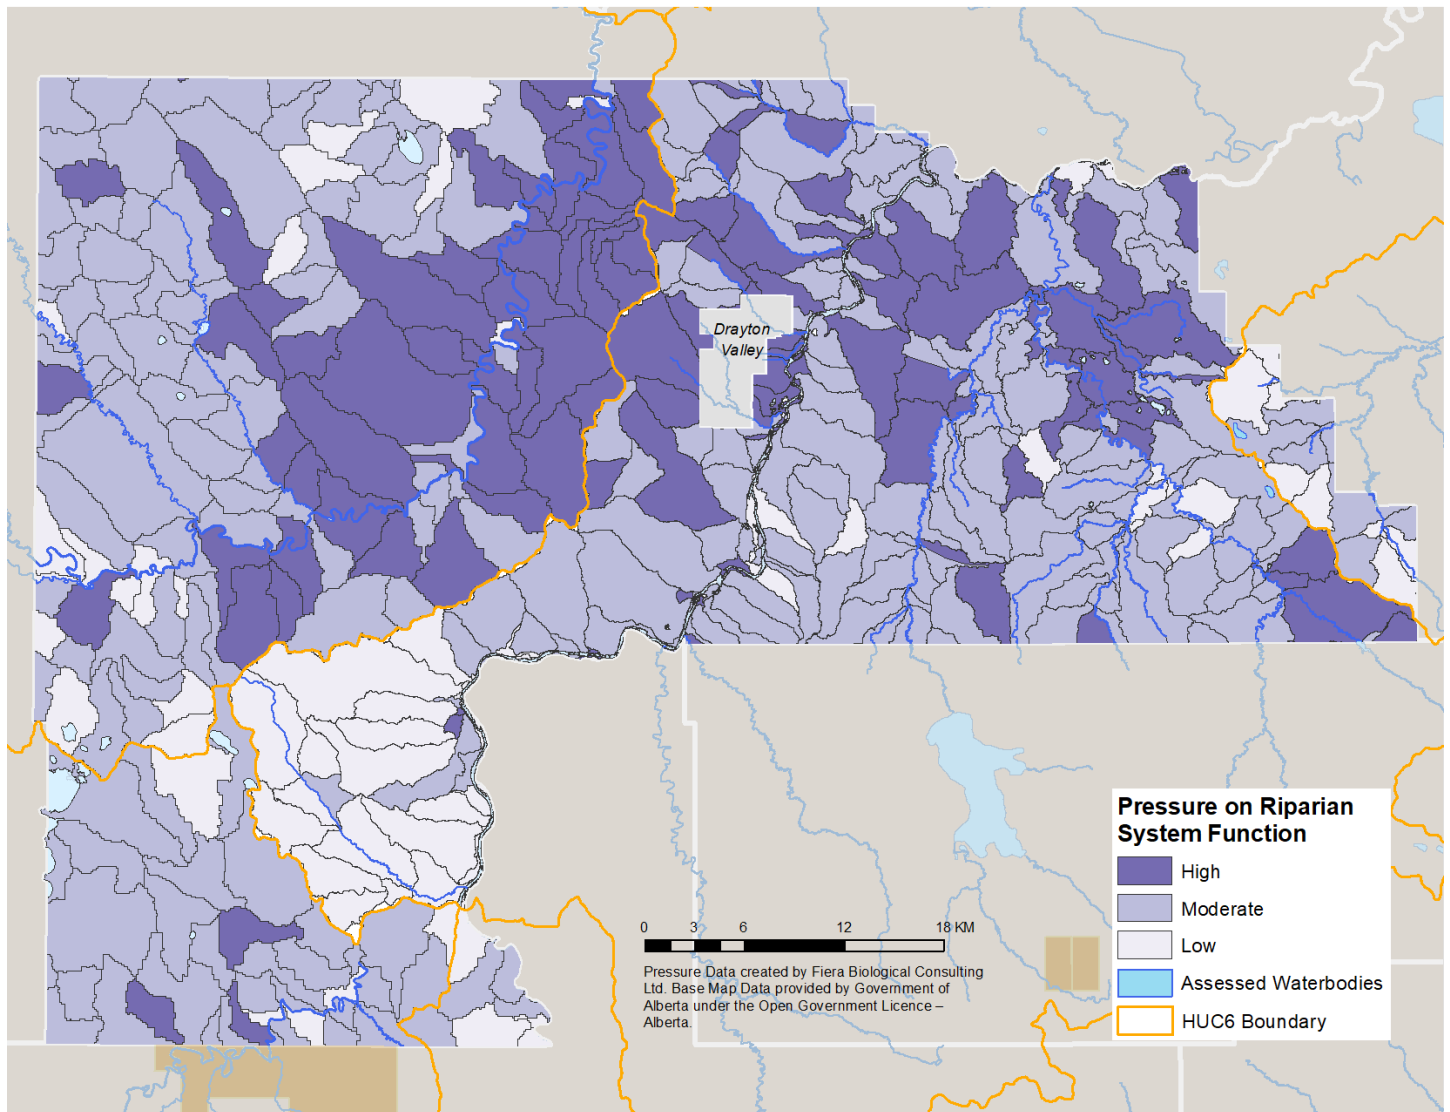 Drayton
Valley
Pressure on Riparian
System Function
High
Moderate
Low
Assessed Waterbodies
HUC6 Boundary
0 3 6 12 18 KM
Pressure Data created by Fiera Biological Consulting
Ltd. Base Map Data provided by Government of
Alberta under the Open Government Licence –
Alberta.